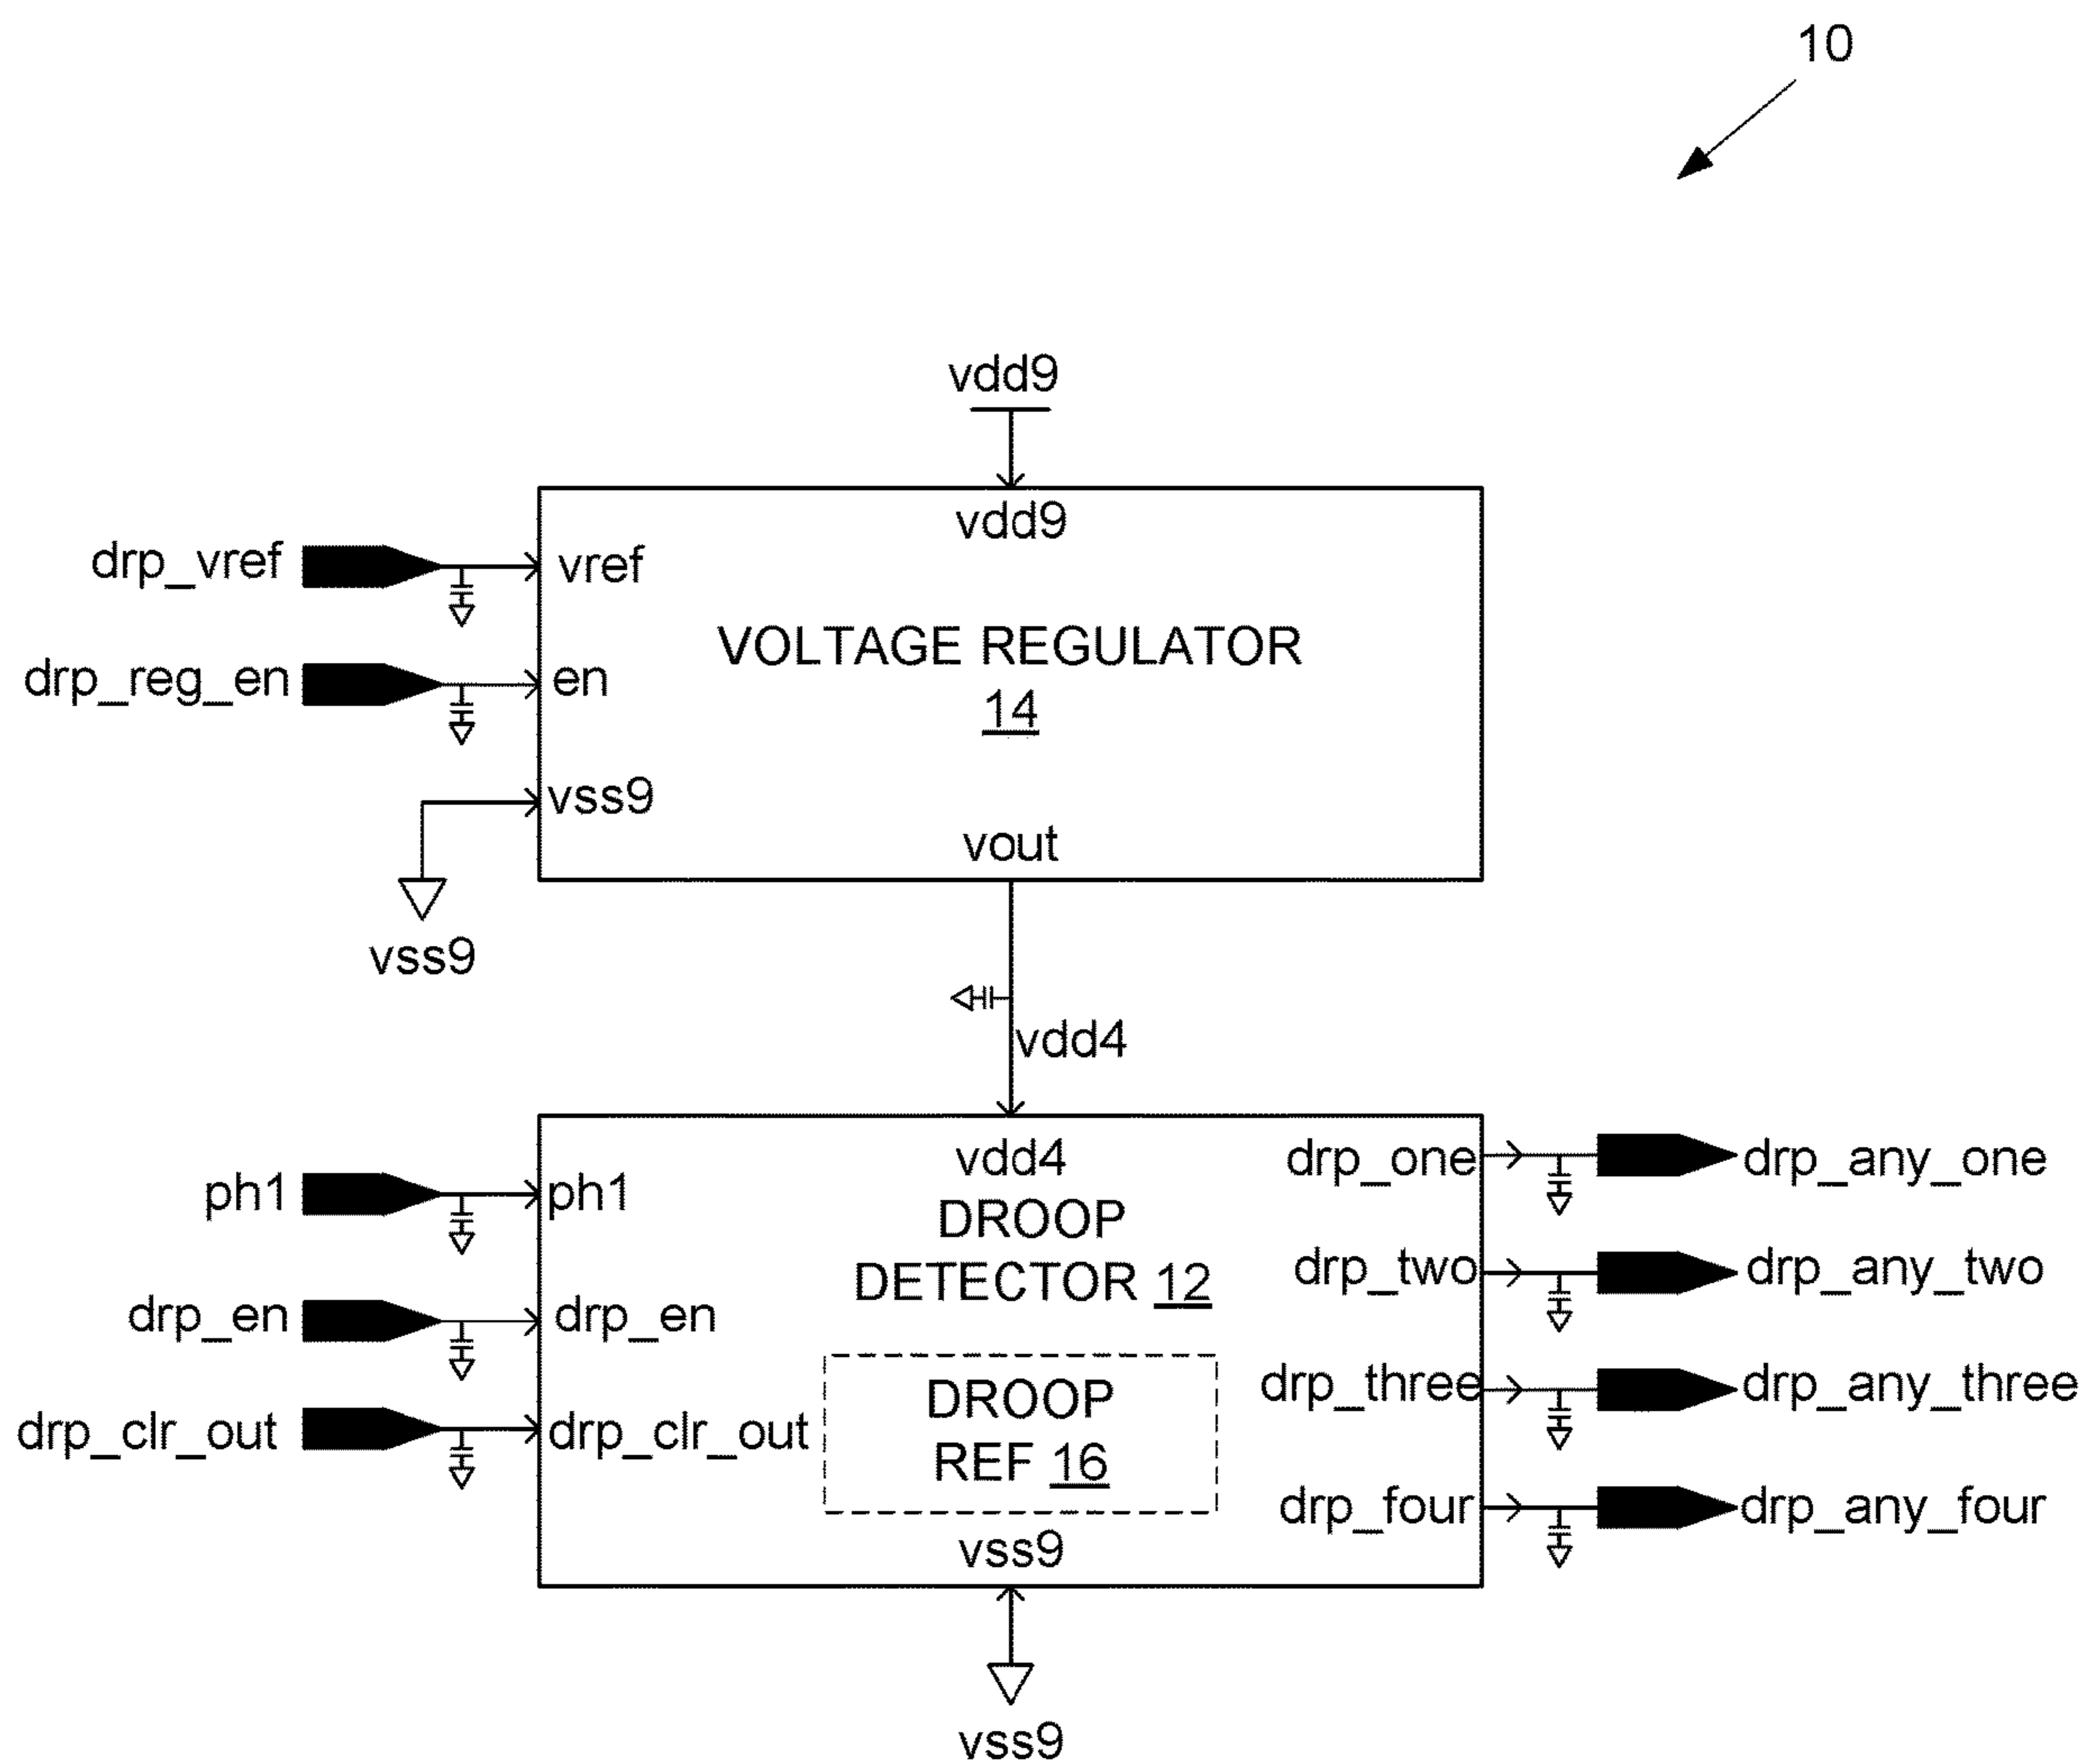 10
vdd9
vdd9
drp_vref
vref
VOLTAGE REGULATOR
14
drp_reg_en
en
vss9
vout
vss9
vdd4
vdd4
drp_one
drp_any_one
ph1
ph1
DROOP
DETECTOR 12
drp_two
drp_any_two
drp_en
drp_en
drp_three
drp_any_three
DROOP
REF 16
drp_clr_out
drp_clr_out
drp_four
drp_any_four
vss9
vss9